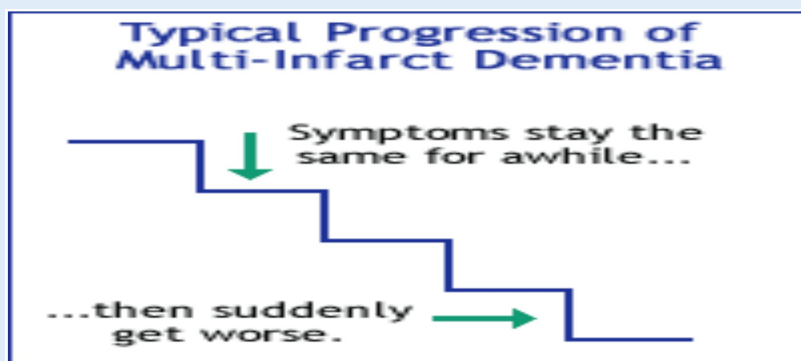 Typical Progression of
Multi-Infarct Dementia
Symptoms stay the
same for awhile...
...then suddenly
get worse.